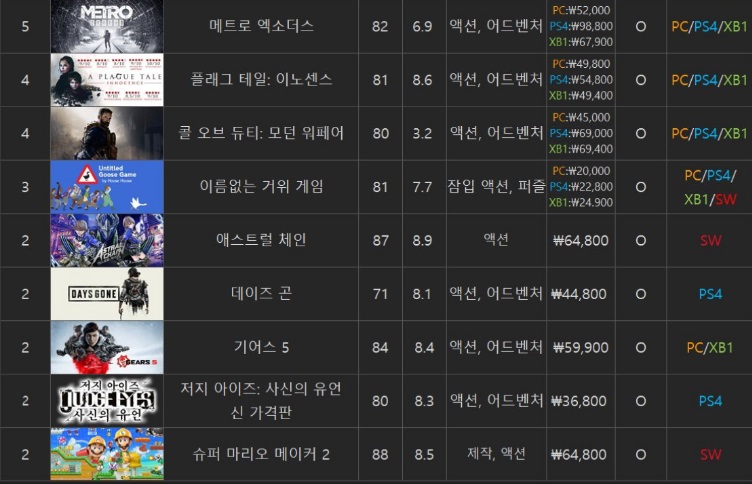 5 METRO 메트로 엑소더스 82 6.9 액션, 어드벤처 PC:₩52,000 O PC/PS4/XB1
PS4:₩98,800
XB1:₩67,900
4 A PLAGUE TALE 플래그 테일: 이노센스 81 8.6 액션, 어드벤처 PC:₩49,800 O PC/PS4/XB1
INNOCENCE PS4:₩54,800
XB1:₩49,400
4 콜 오브 듀티: 모던 워페어 80 3.2 액션, 어드벤처 PC:₩45,000 O PC/PS4/XB1
PS4:₩69,000
XB1:₩69,400
3 Untitled Goose Game 이름없는 거위 게임 81 7.7 잠입 액션, 퍼즐 PC:₩20,000 O PC/PS4/
by House House PS4:₩22,800 XB1/SW
XB1:₩24,900
2 ASTRAL CHAIN 애스트럴 체인 87 8.9 액션 ₩64,800 O SW
2 DAYS GONE 데이즈 곤 71 8.1 액션, 어드벤처 ₩44,800 O PS4
2 GEARS 5 기어스 5 84 8.4 액션, 어드벤처 ₩59,900 O PC/XB1
2 저지 아이즈 저지 아이즈: 사신의 유언 80 8.3 액션, 어드벤처 ₩36,800 O PS4
JUDGE EYES 신 가격판
사신의 유언
2 슈퍼 마리오 메이커 2 88 8.5 제작, 액션 ₩64,800 O SW